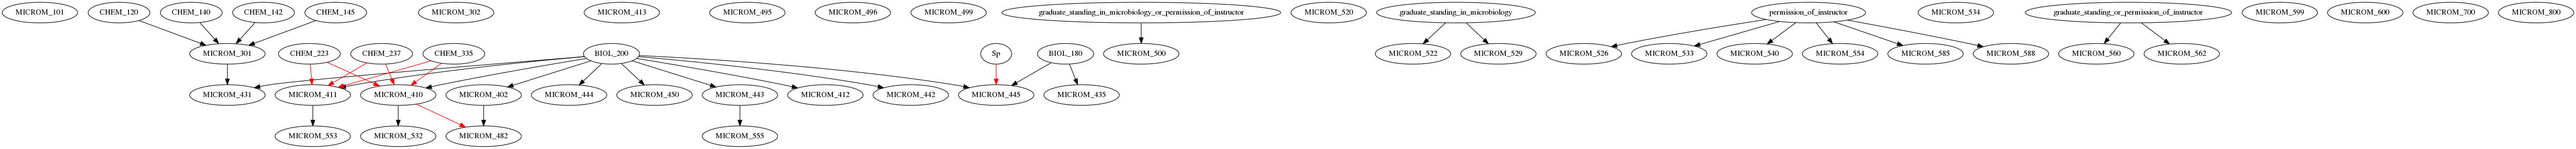 MICROM_101 CHEM_120 CHEM_140 CHEM_142 CHEM_145 MICROM_302 MICROM_413 MICROM_495 MICROM_496 MICROM_499 graduate_standing_in_microbiology_or_permission_of_instructor MICROM_520 graduate_standing_in_microbiology permission_of_instructor MICROM_534 graduate_standing_or_permission_of_instructor MICROM_599 MICROM_600 MICROM_700 MICROM_800
MICROM_301 CHEM_223 CHEM_237 CHEM_335 BIOL_200 Sp BIOL_180 MICROM_500 MICROM_522 MICROM_529 MICROM_526 MICROM_533 MICROM_540 MICROM_554 MICROM_585 MICROM_588 MICROM_560 MICROM_562
MICROM_431 MICROM_411 MICROM_410 MICROM_402 MICROM_444 MICROM_450 MICROM_443 MICROM_412 MICROM_442 MICROM_445 MICROM_435
MICROM_553 MICROM_532 MICROM_482 MICROM_555